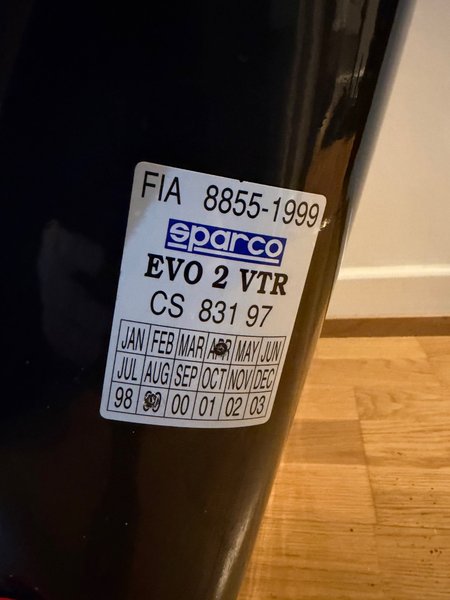 FIA 8855-1999
sparco
EVO 2 VTR
CS 831 97
JAN FEB MAR APR MAY JUN
JUL AUG SEP OCT NOV DEC
98 99 00 01 02 03